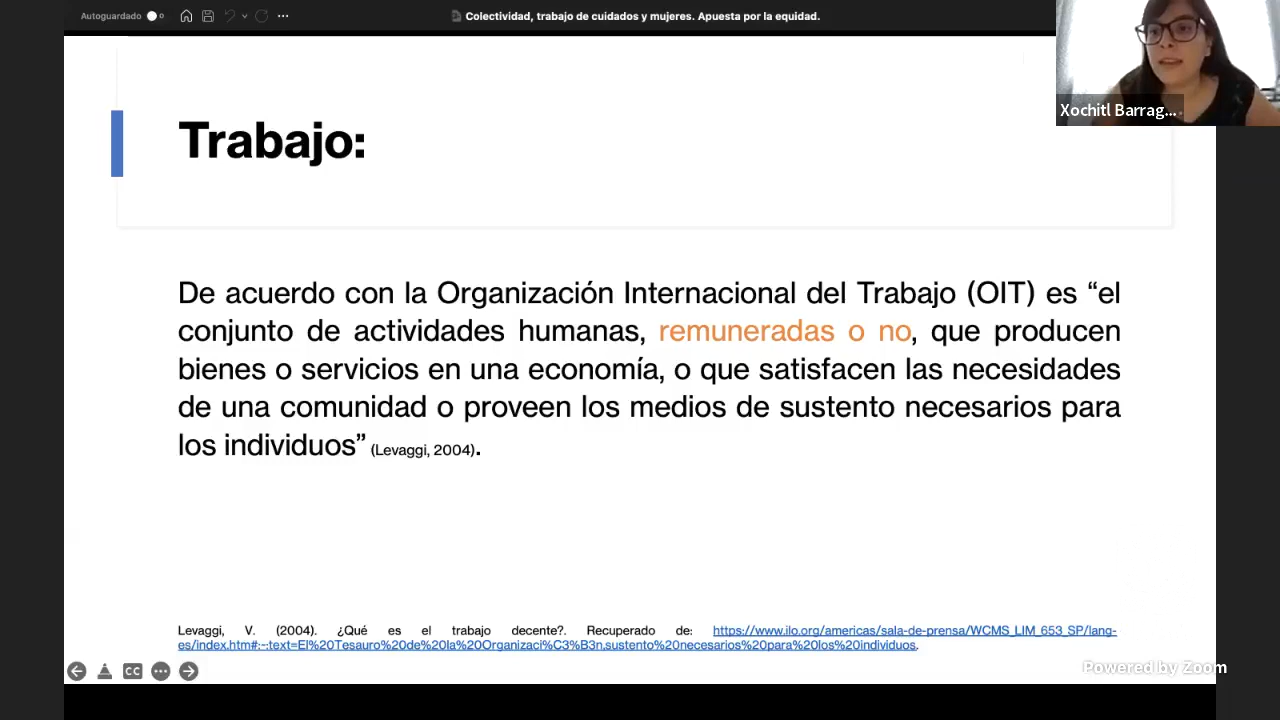 Autoguardado
Colectividad, trabajo de cuidados y mujeres. Apuesta por la equidad.
Xochitl Barrag...
Trabajo:
De acuerdo con la Organización Internacional del Trabajo (OIT) es “el
conjunto de actividades humanas, remuneradas o no, que producen
bienes o servicios en una economía, o que satisfacen las necesidades
de una comunidad o proveen los medios de sustento necesarios para
los individuos” (Levaggi, 2004).
Levaggi, V. (2004). ¿Qué es el trabajo decente?. Recuperado de: https://www.ilo.org/americas/sala-de-prensa/WCMS_LIM_653_SP/lang-
es/index.htm#:~:text=El%20Tesauro%20de%20la%20Organizaci%C3%B3n,sustento%20necesarios%20para%20los%20individuos.
CC
Powered by Zoom